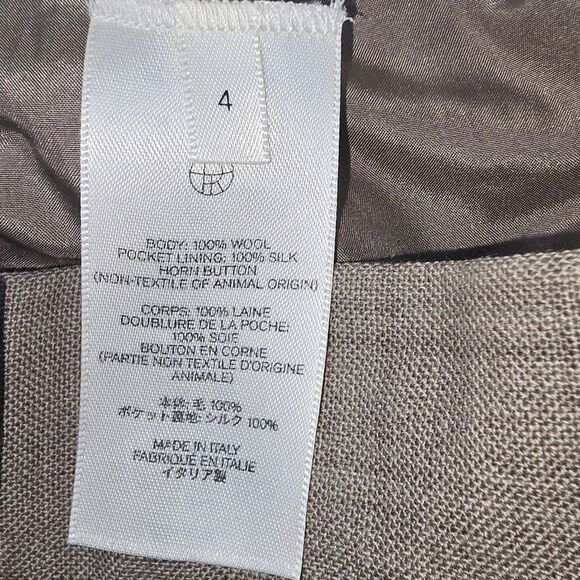 4
BODY: 100% WOOL
POCKET LINING: 100% SILK
HORN BUTTON
(NON-TEXTILE OF ANIMAL ORIGIN)
CORPS: 100% LAINE
DOUBLURE DE LA POCHE:
100% SOIE
BOUTON EN CORNE
(PARTIE NON TEXTILE D'ORIGINE
ANIMALE)
本体: 毛 100%
ポケット裏地: シルク 100%
MADE IN ITALY
FABRIQUÉ EN ITALIE
イタリア製